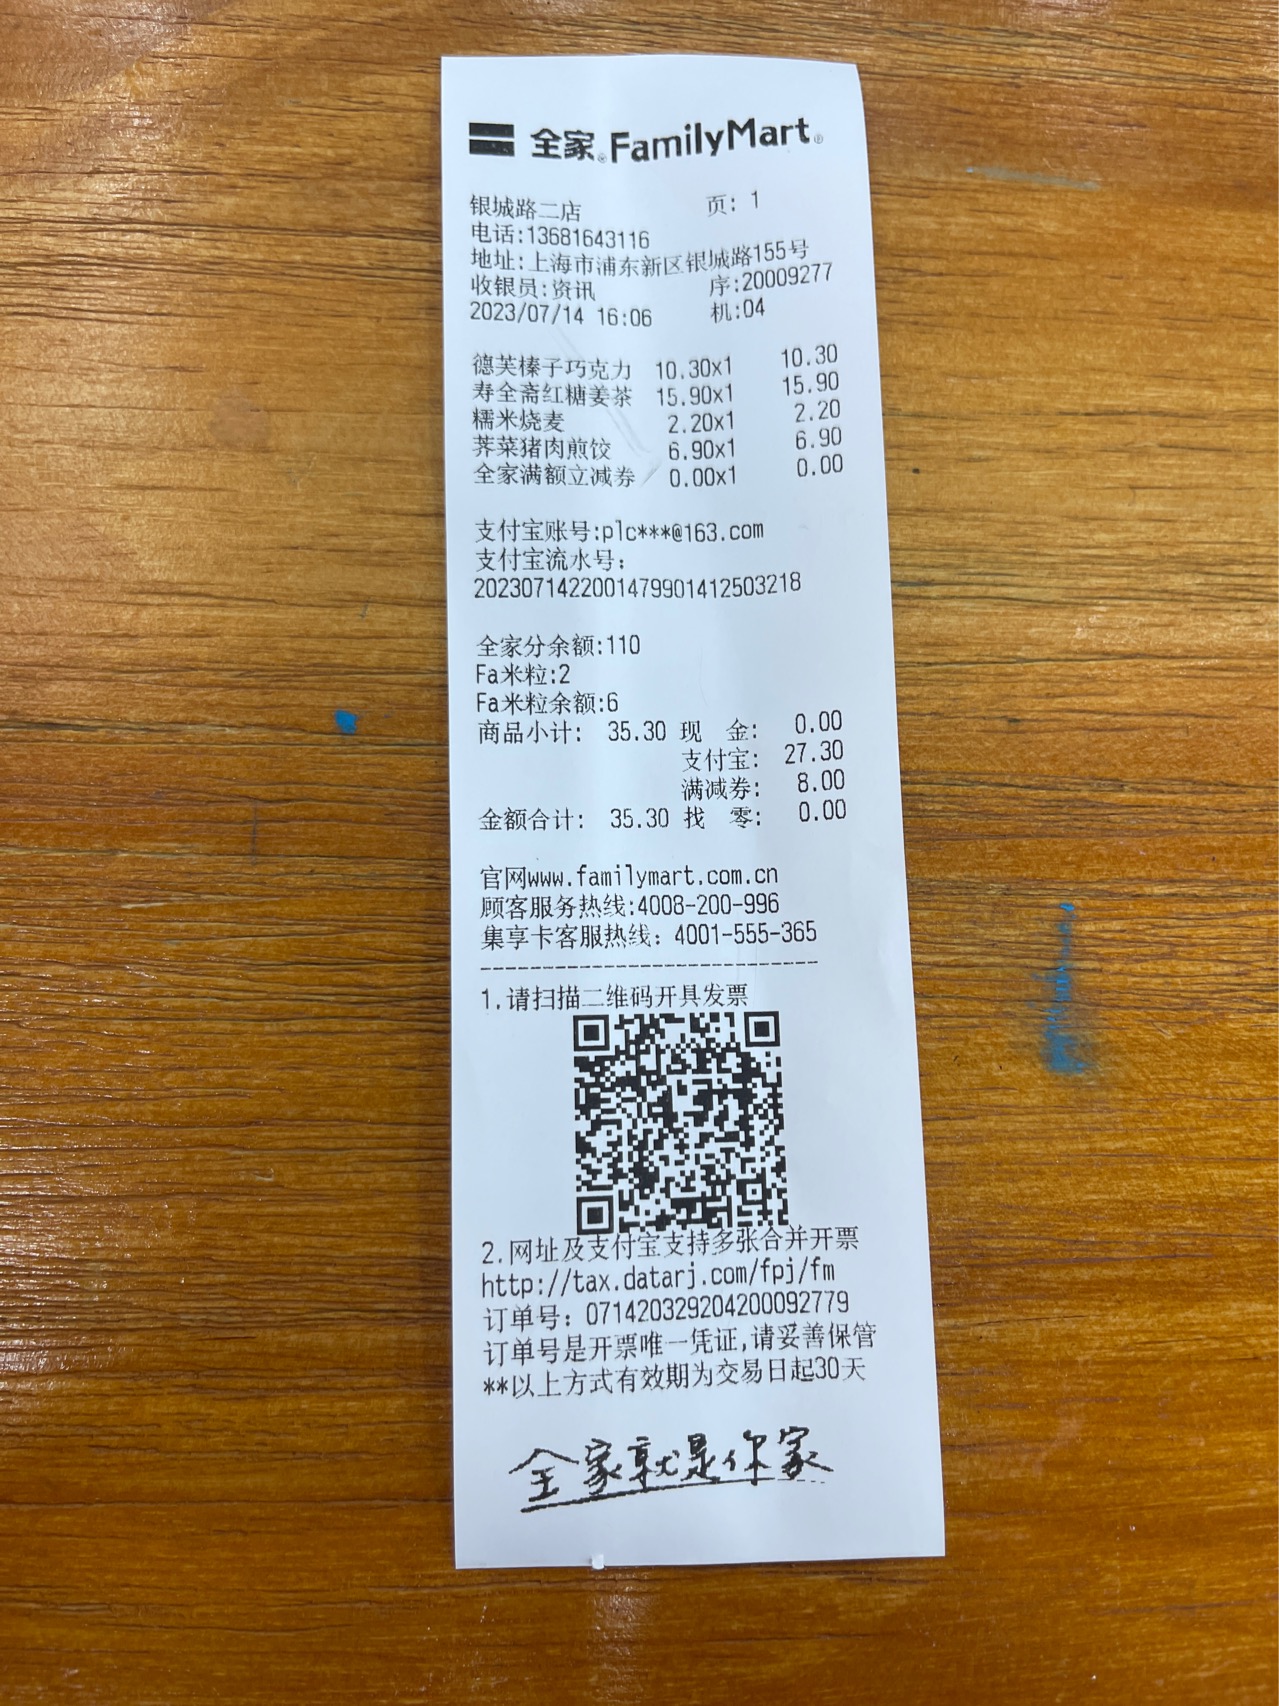 全家 FamilyMart
银城路二店 页: 1
电话:13681643116
地址:上海市浦东新区银城路155号
收银员:资讯 序:20009277
2023/07/14 16:06 机:04
德芙榛子巧克力 10.30x1 10.30
寿全斋红糖姜茶 15.90x1 15.90
糯米烧麦 2.20x1 2.20
荠菜猪肉煎饺 6.90x1 6.90
全家满额立减券 0.00x1 0.00
支付宝账号:plc***@163.com
支付宝流水号:
2023071422001479901412503218
全家分余额:110
Fa米粒:2
Fa米粒余额:6
商品小计: 35.30 现 金: 0.00
支付宝: 27.30
满减券: 8.00
金额合计: 35.30 找 零: 0.00
官网www.familymart.com.cn
顾客服务热线:4008-200-996
集享卡客服热线: 4001-555-365
---------------------------
1.请扫描二维码开具发票
2.网址及支付宝支持多张合并开票
http://tax.datarj.com/fpj/fm
订单号: 071420329204200092779
订单号是开票唯一凭证,请妥善保管
**以上方式有效期为交易日起30天
全家就是你家